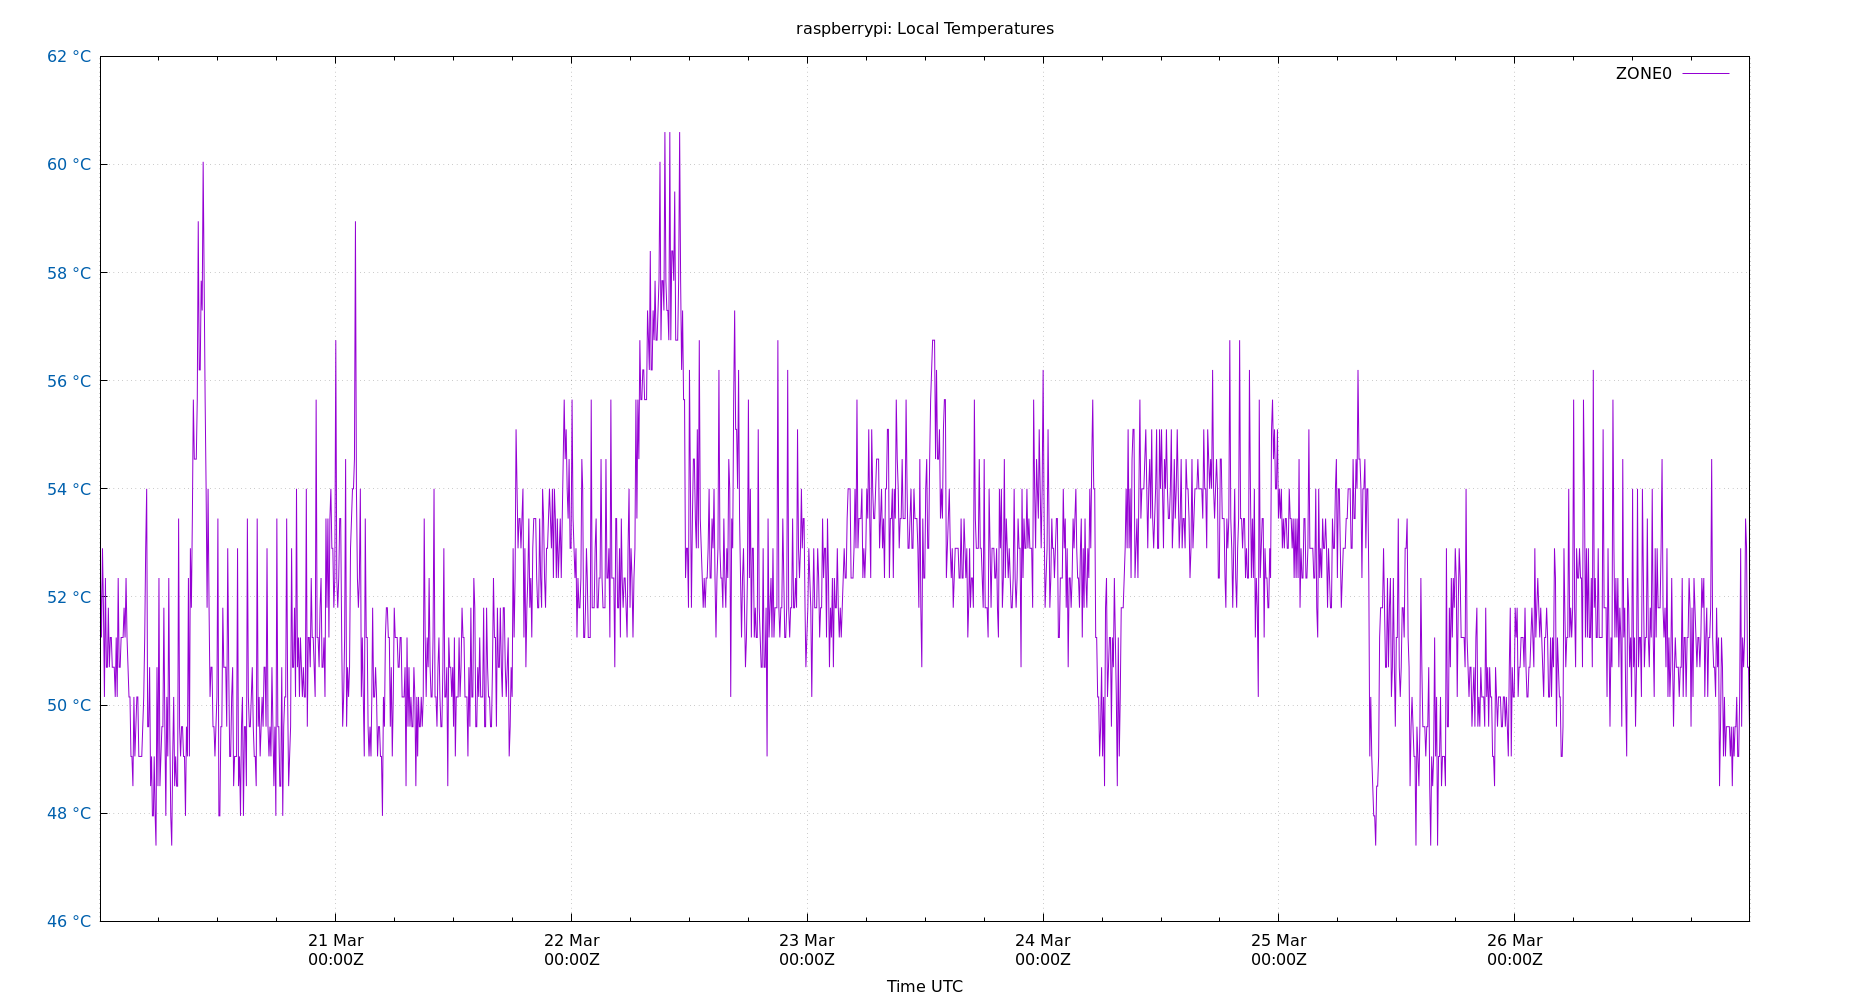 raspberrypi: Local Temperatures
62 °C
ZONE0
60 °C
58 °C
56 °C
54 °C
52 °C
50 °C
48 °C
46 °C
21 Mar 22 Mar 23 Mar 24 Mar 25 Mar 26 Mar
00:00Z 00:00Z 00:00Z 00:00Z 00:00Z 00:00Z
Time UTC